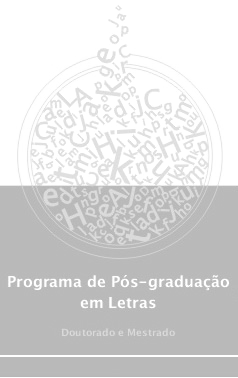 Programa de Pós-graduação
em Letras
Doutorado e Mestrado